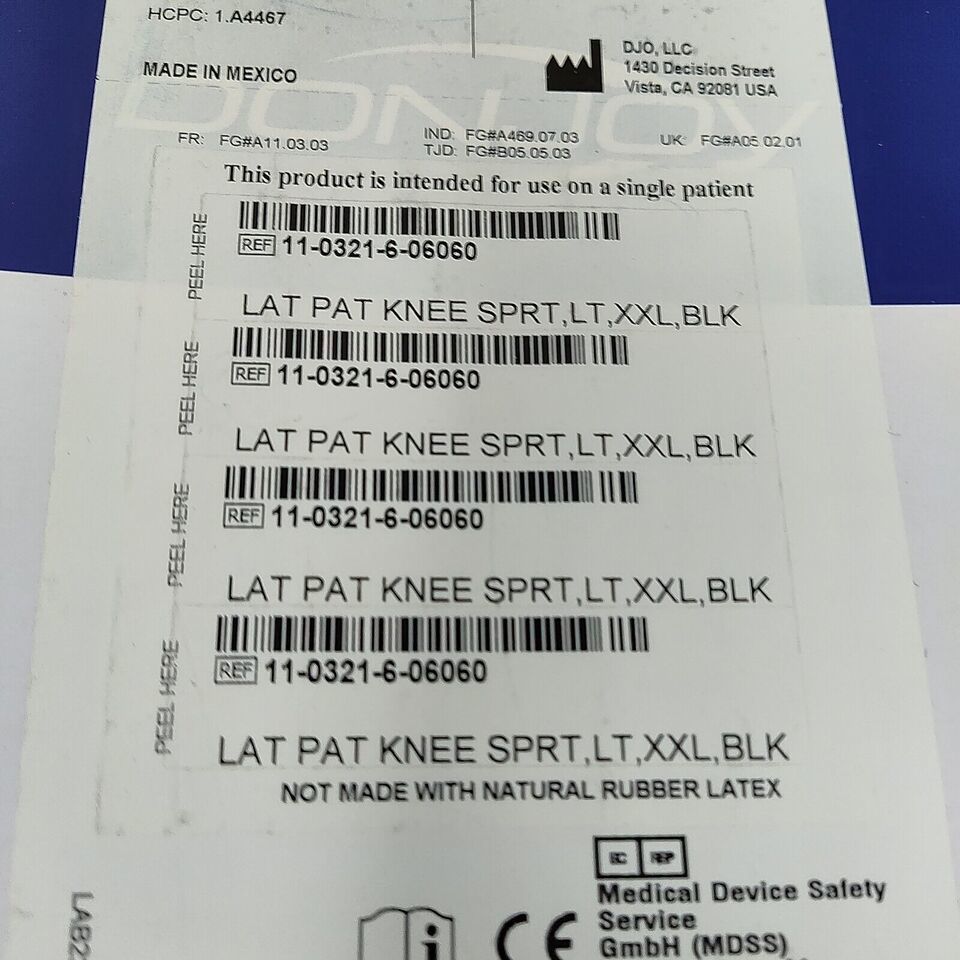 HCPC: 1.A4467
MADE IN MEXICO
DJO, LLC
1430 Decision Street
Vista, CA 92081 USA
DONJOY
FR: FG#A11.03.03
IND: FG#A469.07.03
TJD: FG#B05.05.03
UK: FG#A05.02.01
This product is intended for use on a single patient
PEEL HERE
REF 11-0321-6-06060
LAT PAT KNEE SPRT,LT,XXL,BLK
PEEL HERE
REF 11-0321-6-06060
LAT PAT KNEE SPRT,LT,XXL,BLK
PEEL HERE
REF 11-0321-6-06060
LAT PAT KNEE SPRT,LT,XXL,BLK
PEEL HERE
REF 11-0321-6-06060
LAT PAT KNEE SPRT,LT,XXL,BLK
NOT MADE WITH NATURAL RUBBER LATEX
EC REP
Medical Device Safety
Service
GmbH (MDSS)
LAB2
i
CE